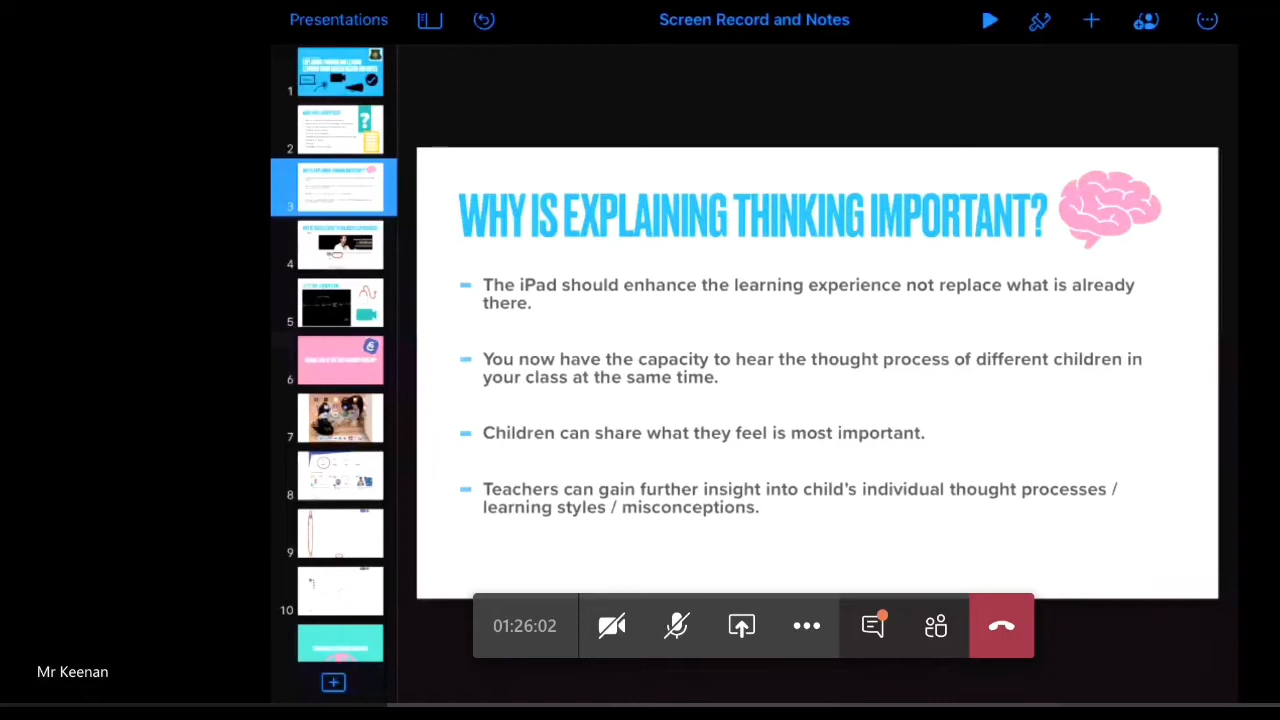 Presentations
Screen Record and Notes
1
2
3
4
5
6
7
8
9
10
WHY IS EXPLAINING THINKING IMPORTANT?
The iPad should enhance the learning experience not replace what is already
there.
You now have the capacity to hear the thought process of different children in
your class at the same time.
Children can share what they feel is most important.
Teachers can gain further insight into child's individual thought processes /
learning styles / misconceptions.
01:26:02
Mr Keenan